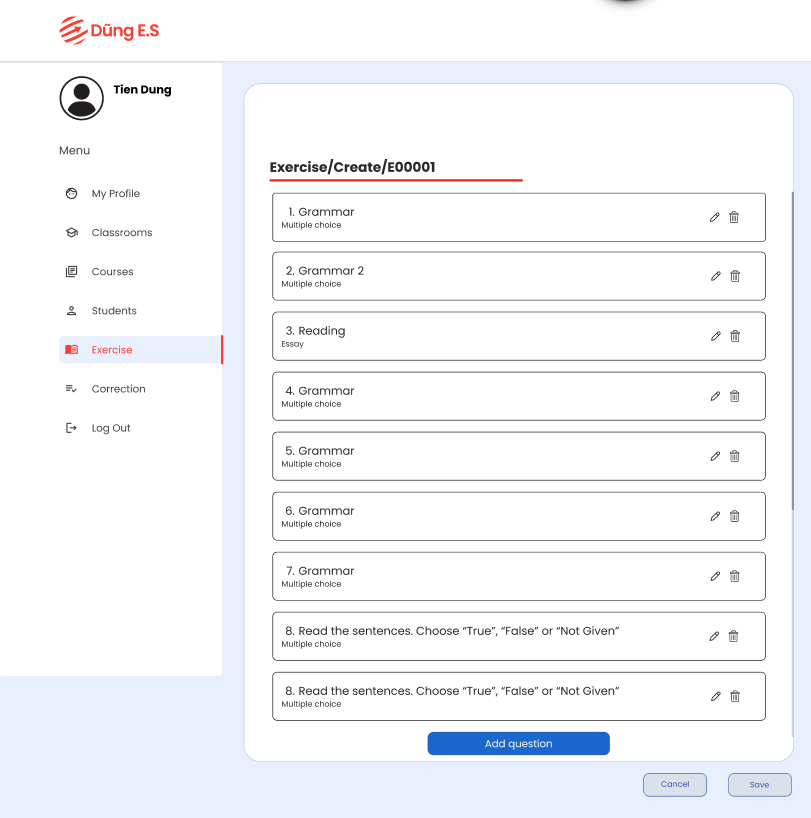 Dũng E.S
Tien Dung
Menu
My Profile
Classrooms
Courses
Students
Exercise
Correction
Log Out
Exercise/Create/E00001
1. Grammar
Multiple choice
2. Grammar 2
Multiple choice
3. Reading
Essay
4. Grammar
Multiple choice
5. Grammar
Multiple choice
6. Grammar
Multiple choice
7. Grammar
Multiple choice
8. Read the sentences. Choose “True”, “False” or “Not Given”
Multiple choice
8. Read the sentences. Choose “True”, “False” or “Not Given”
Multiple choice
Add question
Cancel
Save